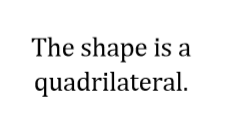 The shape is a
quadrilateral.